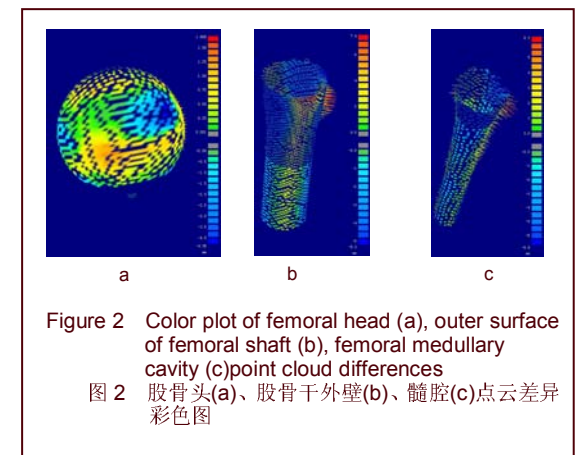 a
b
c
Figure 2 Color plot of femoral head (a), outer surface
of femoral shaft (b), femoral medullary
cavity (c)point cloud differences
图 2 股骨头(a)、股骨干外壁(b)、髓腔(c)点云差异
彩色图